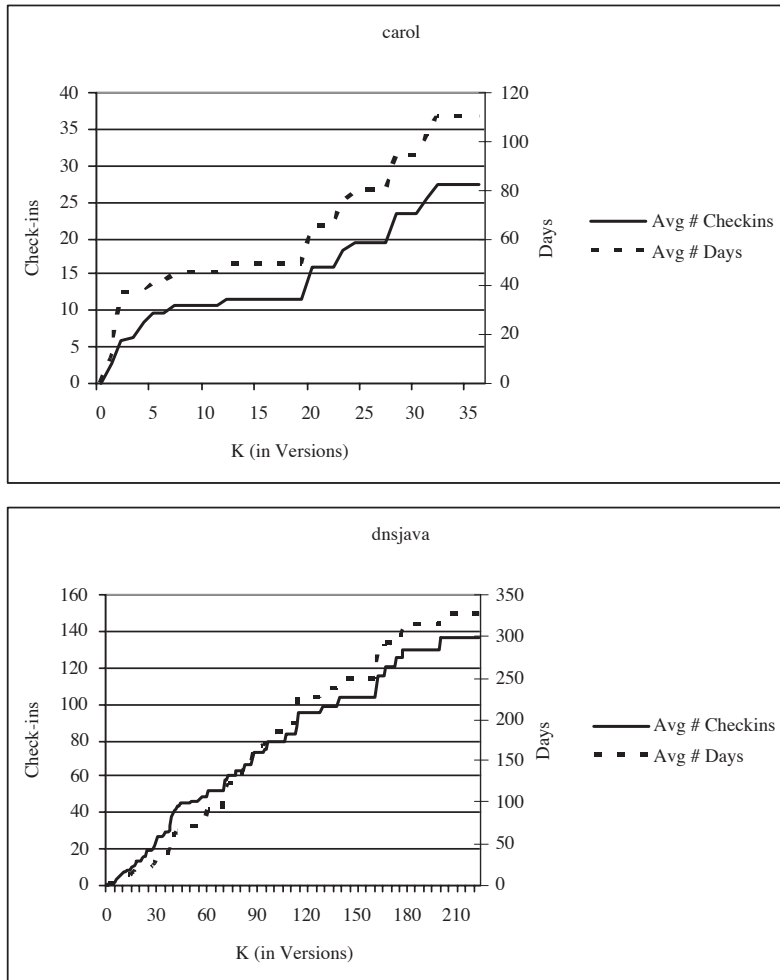 carol
40
35
30
25
20
15
10
5
0
Check-ins
120
100
80
60
40
20
0
Days
0 5 10 15 20 25 30 35
K (in Versions)
Avg # Checkins
Avg # Days
dnsjava
160
140
120
100
80
60
40
20
0
Check-ins
350
300
250
200
150
100
50
0
Days
0 30 60 90 120 150 180 210
K (in Versions)
Avg # Checkins
Avg # Days